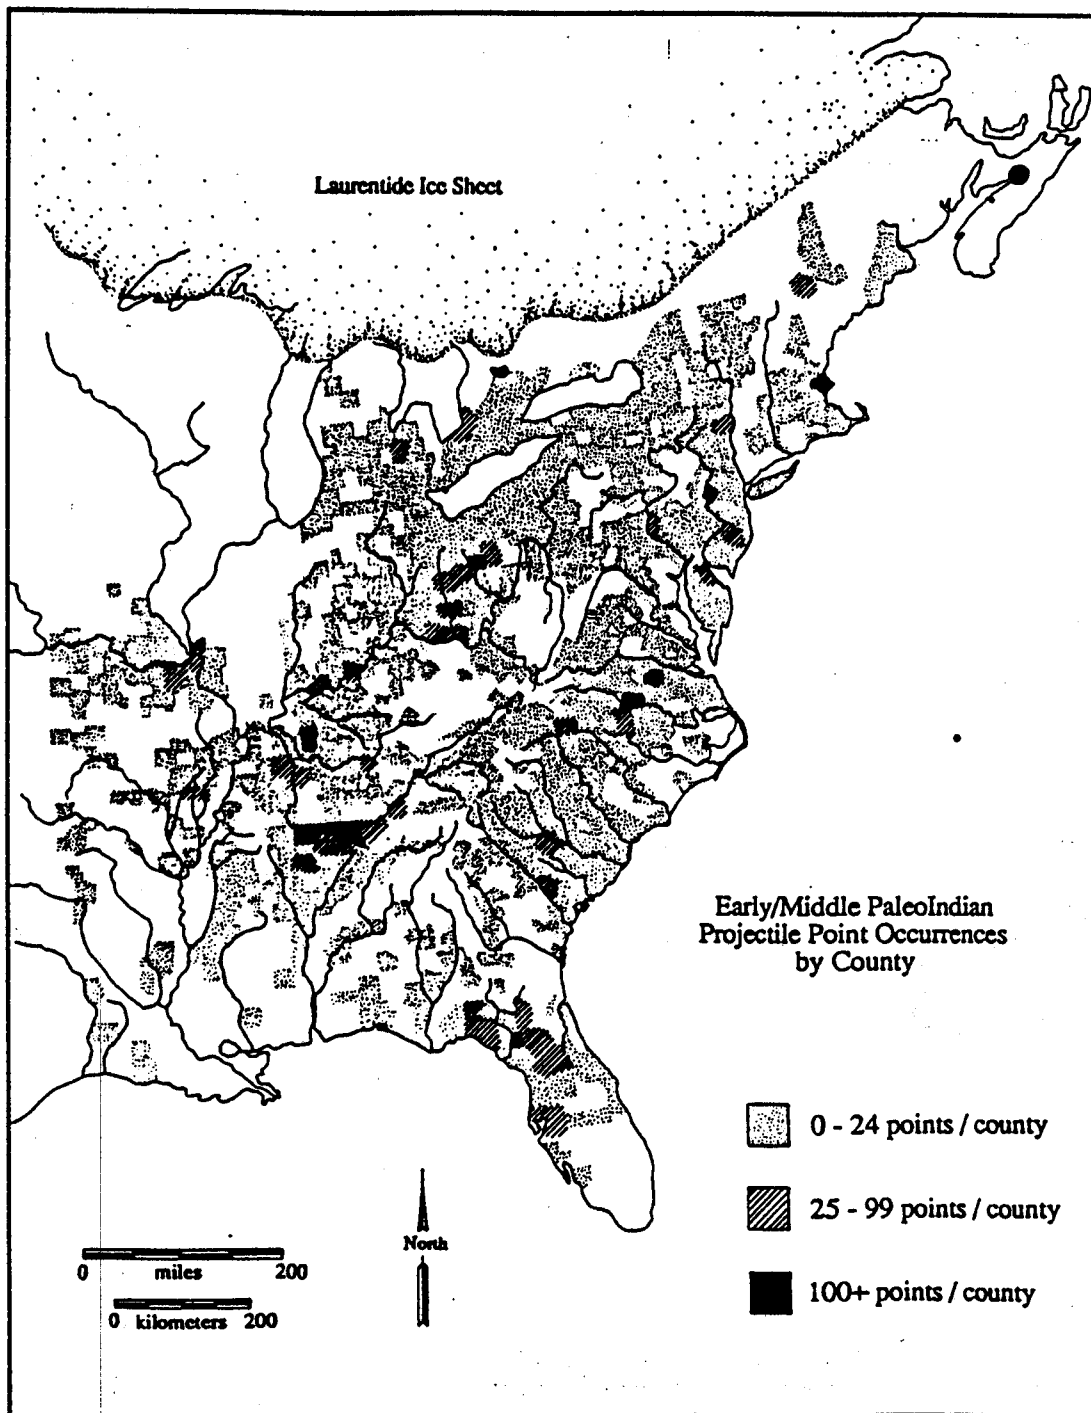 Laurentide Ice Sheet
Early/Middle PaleoIndian
Projectile Point Occurrences
by County
0 - 24 points / county
25 - 99 points / county
100+ points / county
North
0 miles 200
0 kilometers 200